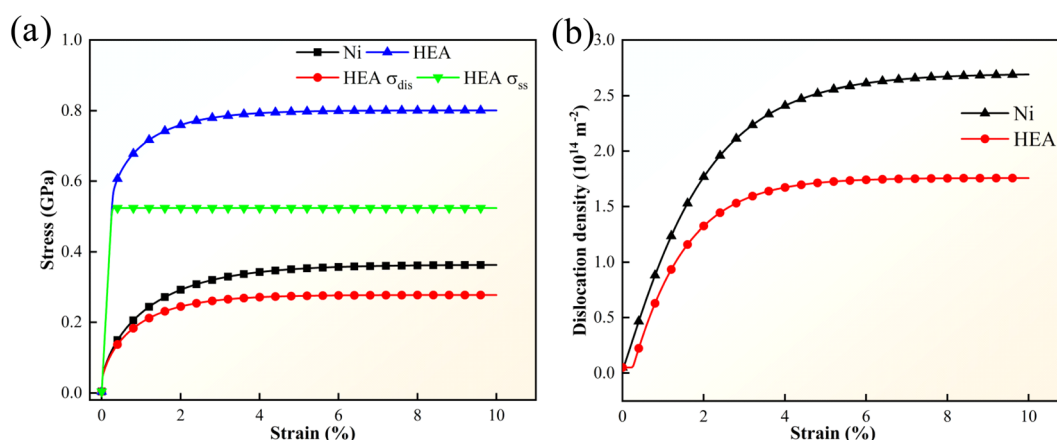 (a)
1.0
0.8
0.6
0.4
0.2
0.0
Stress (GPa)
Ni
HEA
HEA σdis
HEA σss
0
2
4
6
8
10
Strain (%)
(b)
3.0
2.5
2.0
1.5
1.0
0.5
0.0
Dislocation density (10¹⁴ m⁻²)
Ni
HEA
0
2
4
6
8
10
Strain (%)